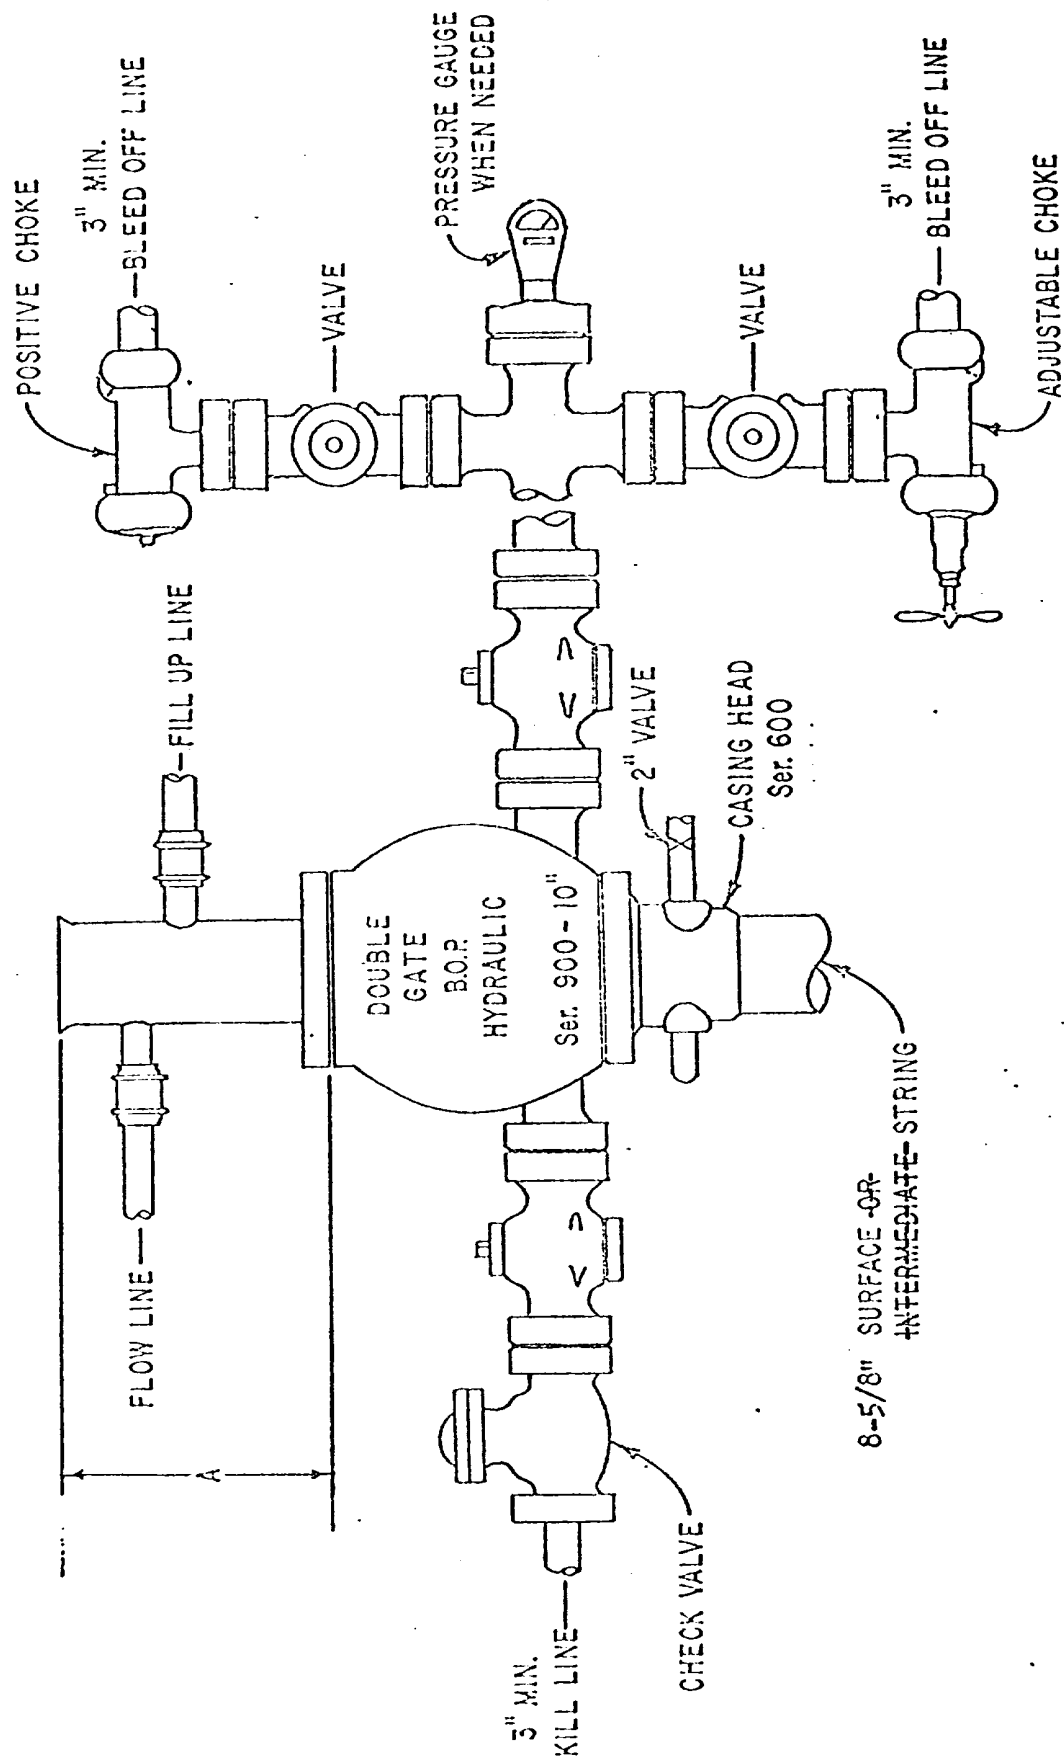 POSITIVE CHOKE
3" MIN.
BLEED OFF LINE
VALVE
PRESSURE GAUGE
WHEN NEEDED
VALVE
3" MIN.
BLEED OFF LINE
ADJUSTABLE CHOKE
FILL UP LINE
FLOW LINE
A
DOUBLE
GATE
B.O.P.
HYDRAULIC
Ser. 900-10"
2" VALVE
CASING HEAD
Ser. 600
3" MIN.
KILL LINE
CHECK VALVE
8-5/8" SURFACE OR
INTERMEDIATE STRING